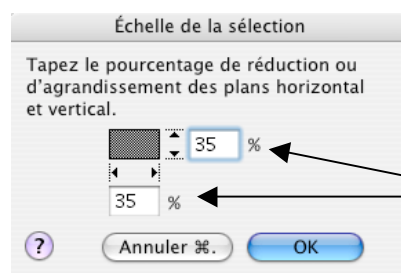 Échelle de la sélection
Tapez le pourcentage de réduction ou
d'agrandissement des plans horizontal
et vertical.
35 %
35 %
? Annuler ⌘. OK